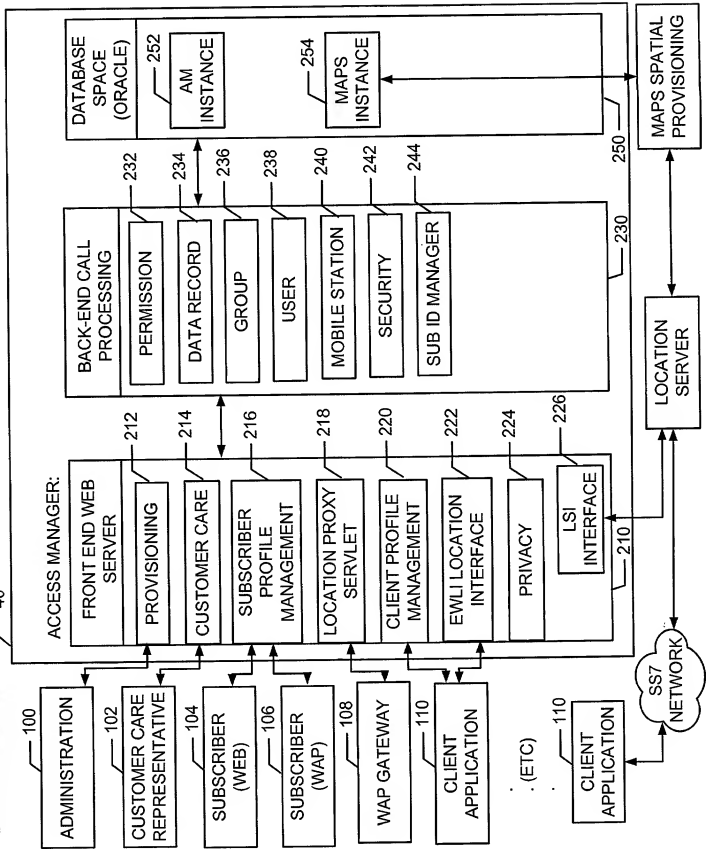 40
ACCESS MANAGER:
100
ADMINISTRATION
102
CUSTOMER CARE
REPRESENTATIVE
104
SUBSCRIBER
(WEB)
106
SUBSCRIBER
(WAP)
108
WAP GATEWAY
110
CLIENT
APPLICATION
. (ETC)
.
110
CLIENT
APPLICATION
SS7
NETWORK
FRONT END WEB
SERVER
212
PROVISIONING
214
CUSTOMER CARE
216
SUBSCRIBER
PROFILE
MANAGEMENT
218
LOCATION PROXY
SERVLET
220
CLIENT PROFILE
MANAGEMENT
222
EWLI LOCATION
INTERFACE
224
PRIVACY
226
LSI
INTERFACE
210
BACK-END CALL
PROCESSING
232
PERMISSION
234
DATA RECORD
236
GROUP
238
USER
240
MOBILE STATION
242
SECURITY
244
SUB ID MANAGER
230
DATABASE
SPACE
(ORACLE)
252
AM
INSTANCE
254
MAPS
INSTANCE
250
LOCATION
SERVER
MAPS SPATIAL
PROVISIONING